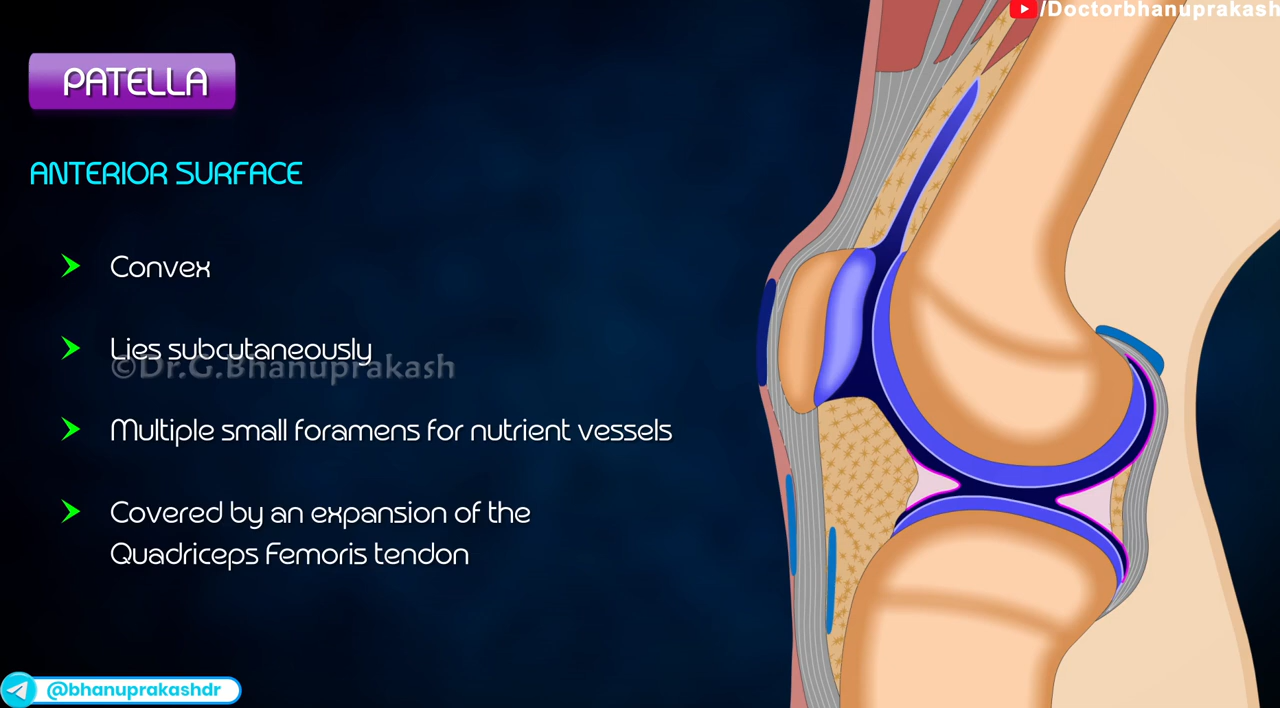 /Doctorbhanuprakash
PATELLA
ANTERIOR SURFACE
Convex
Lies subcutaneously
©Dr.G.Bhanuprakash
Multiple small foramens for nutrient vessels
Covered by an expansion of the
Quadriceps Femoris tendon
@bhanuprakashdr